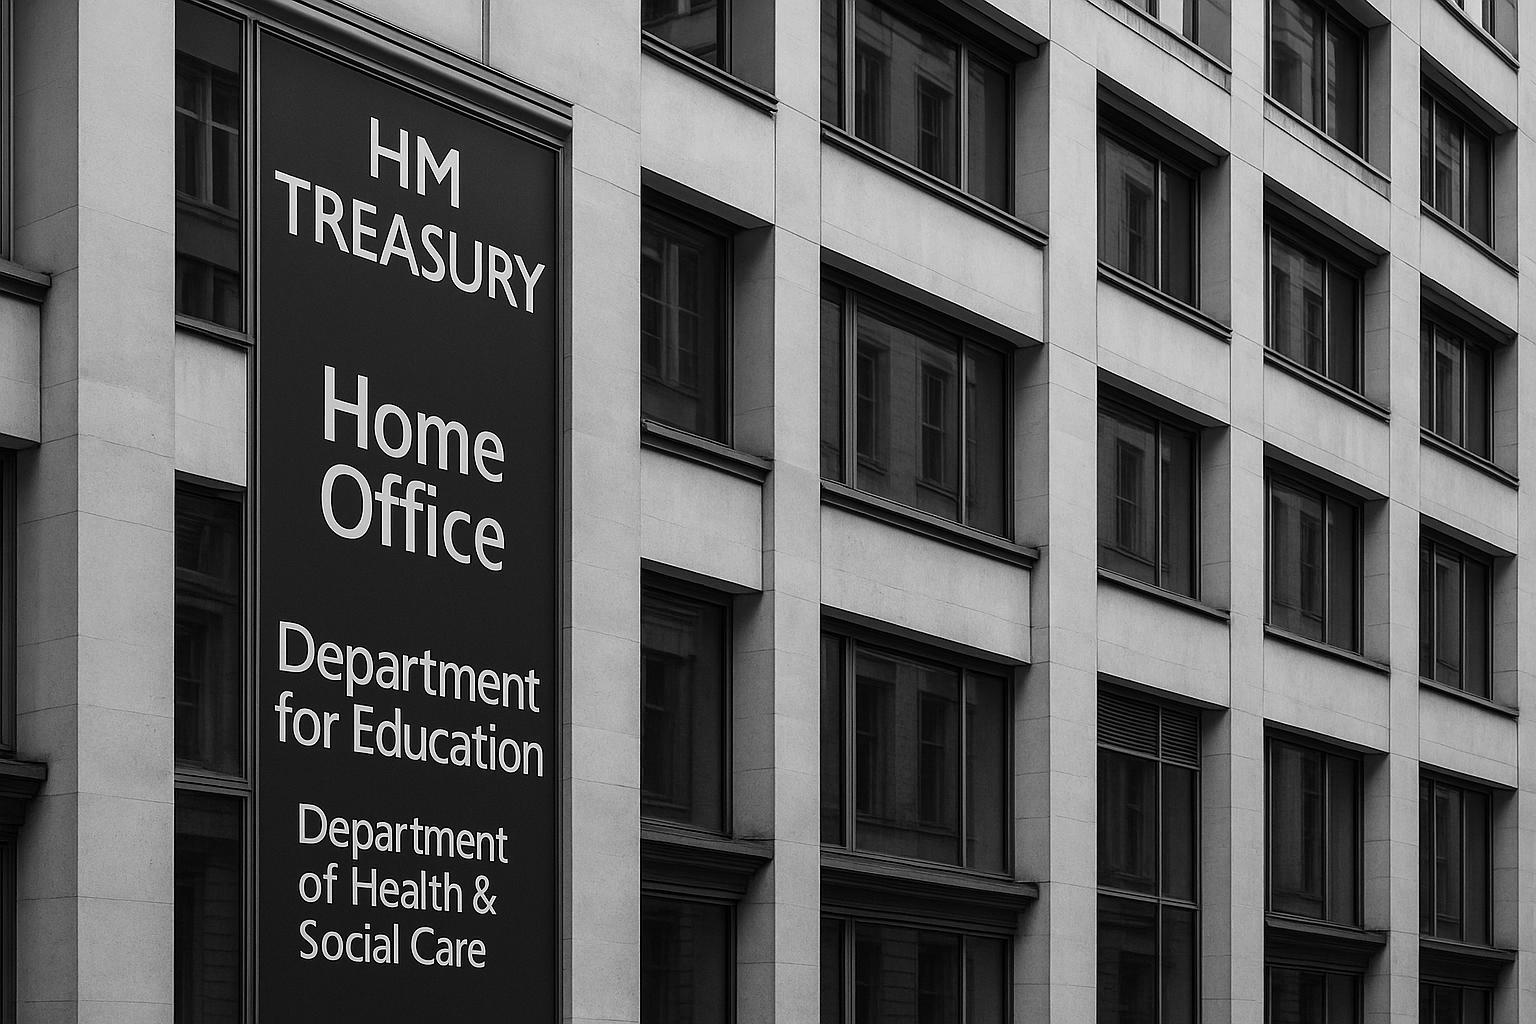 HM
TREASURY
Home
Office
Department
for Education
Department
of Health &
Social Care